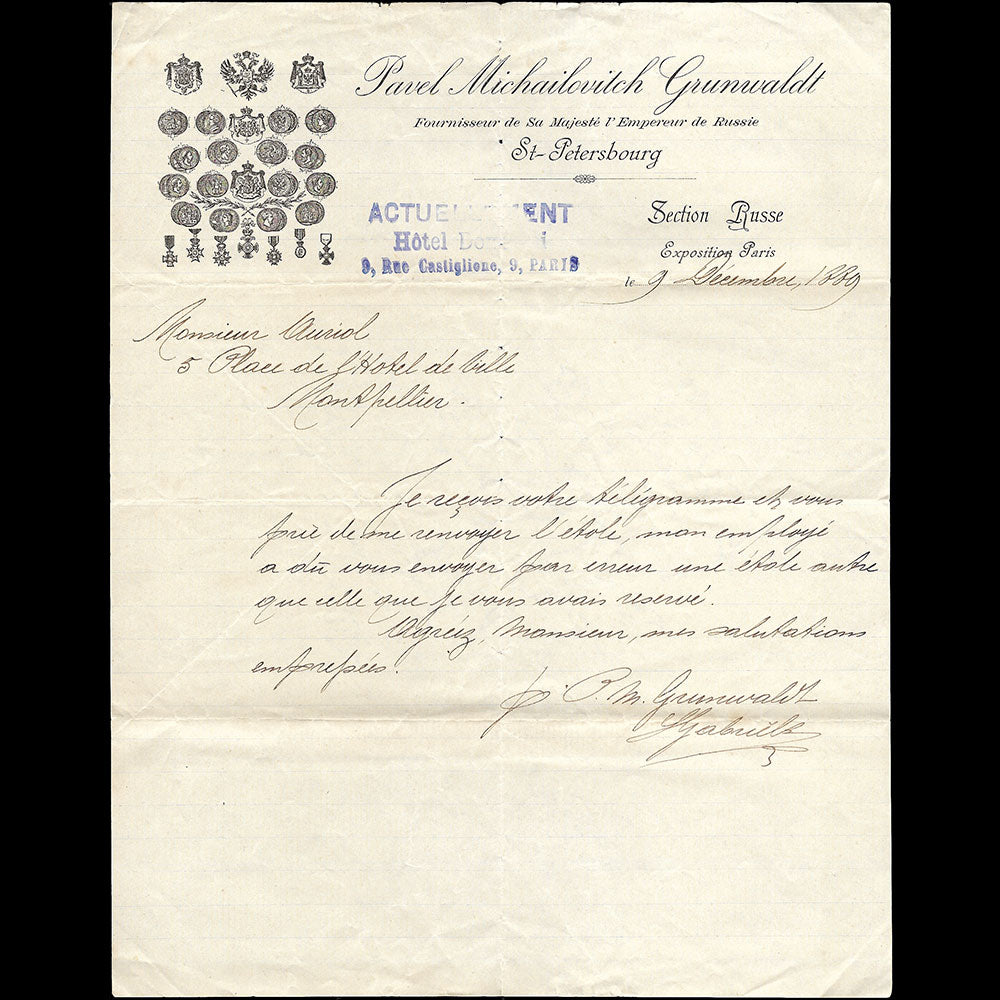 Pavel Michailovitch Grunwaldt
Fournisseur de Sa Majesté l'Empereur de Russie
St-Petersbourg
Section Russe
Exposition Paris
ACTUELLEMENT
Hôtel
9, Rue Castiglione, 9, PARIS
le 9 Décembre, 1889
Monsieur Auriol
5 Place de l'Hotel de Ville
Montpellier.
Je reçois votre télégramme et vous
prie de me renvoyer l'étole, mon employé
a dû vous envoyer par erreur une étole autre
que celle que je vous avais reservé.
Agréez, Monsieur, mes salutations
empressées.
P. M. Grunwaldt